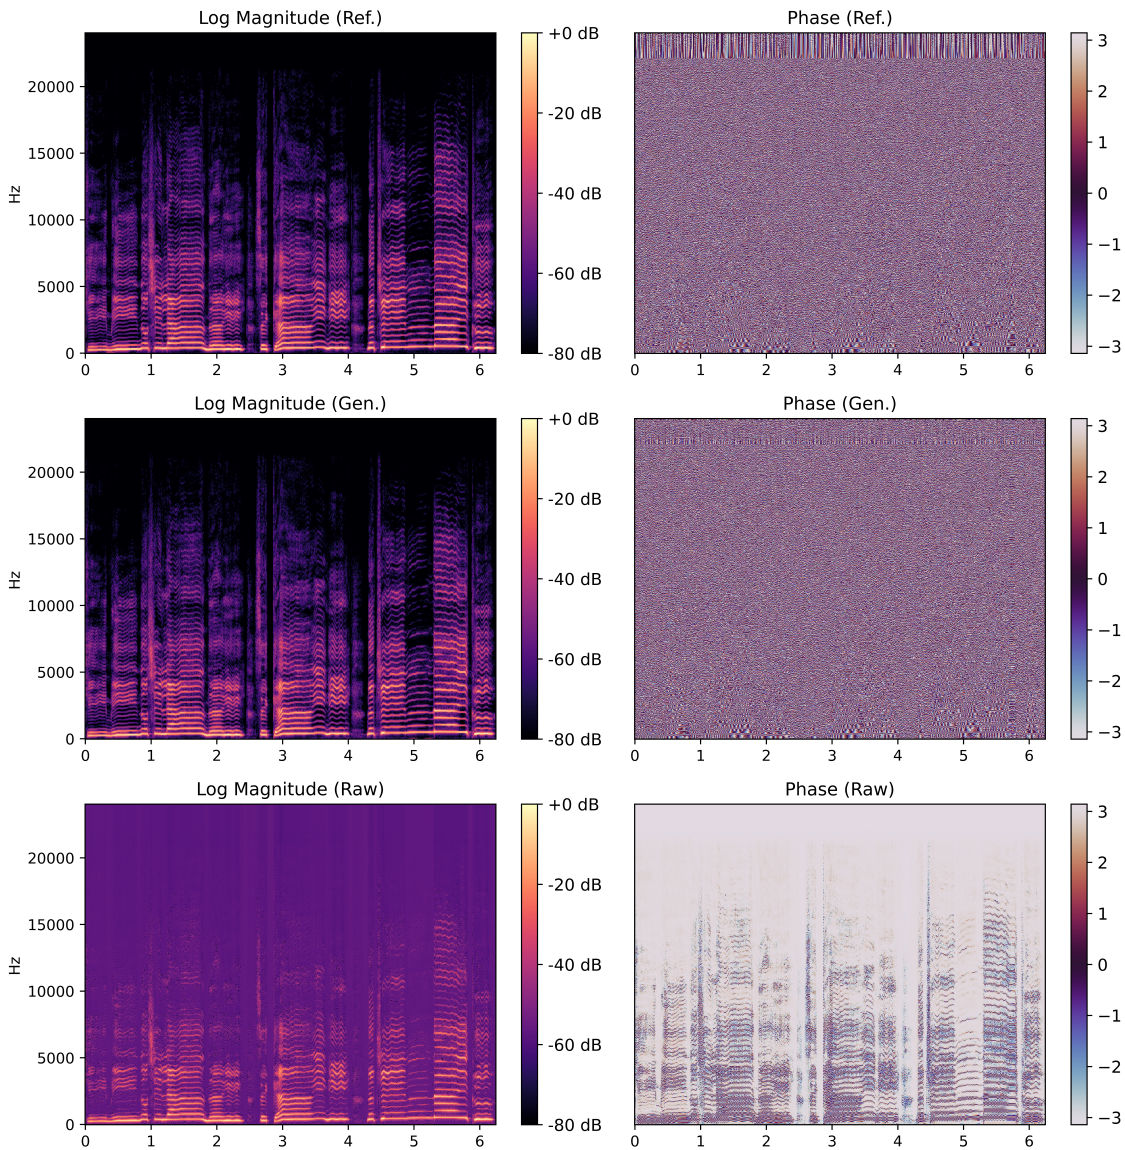 Log Magnitude (Ref.)
Phase (Ref.)
Hz
20000
15000
10000
5000
0
0 1 2 3 4 5 6
+0 dB
-20 dB
-40 dB
-60 dB
-80 dB
0 1 2 3 4 5 6
3
2
1
0
−1
−2
−3
Log Magnitude (Gen.)
Phase (Gen.)
Hz
20000
15000
10000
5000
0
0 1 2 3 4 5 6
+0 dB
-20 dB
-40 dB
-60 dB
-80 dB
0 1 2 3 4 5 6
3
2
1
0
−1
−2
−3
Log Magnitude (Raw)
Phase (Raw)
Hz
20000
15000
10000
5000
0
0 1 2 3 4 5 6
+0 dB
-20 dB
-40 dB
-60 dB
-80 dB
0 1 2 3 4 5 6
3
2
1
0
−1
−2
−3